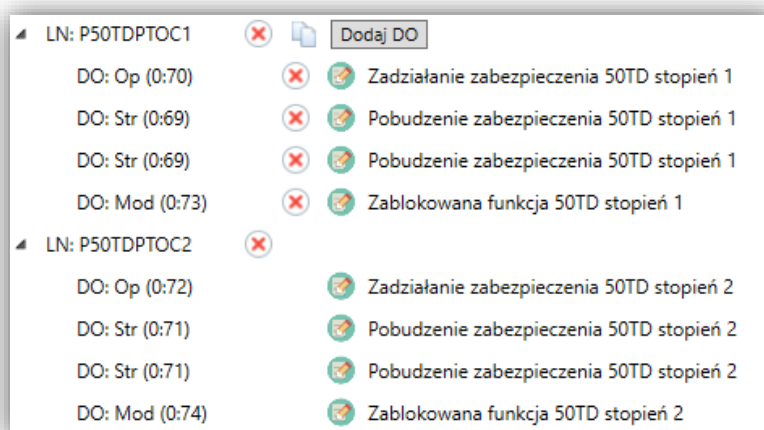 LN: P50TDPTOC1 Dodaj DO
DO: Op (0:70) Zadziałanie zabezpieczenia 50TD stopień 1
DO: Str (0:69) Pobudzenie zabezpieczenia 50TD stopień 1
DO: Str (0:69) Pobudzenie zabezpieczenia 50TD stopień 1
DO: Mod (0:73) Zablokowana funkcja 50TD stopień 1
LN: P50TDPTOC2
DO: Op (0:72) Zadziałanie zabezpieczenia 50TD stopień 2
DO: Str (0:71) Pobudzenie zabezpieczenia 50TD stopień 2
DO: Str (0:71) Pobudzenie zabezpieczenia 50TD stopień 2
DO: Mod (0:74) Zablokowana funkcja 50TD stopień 2